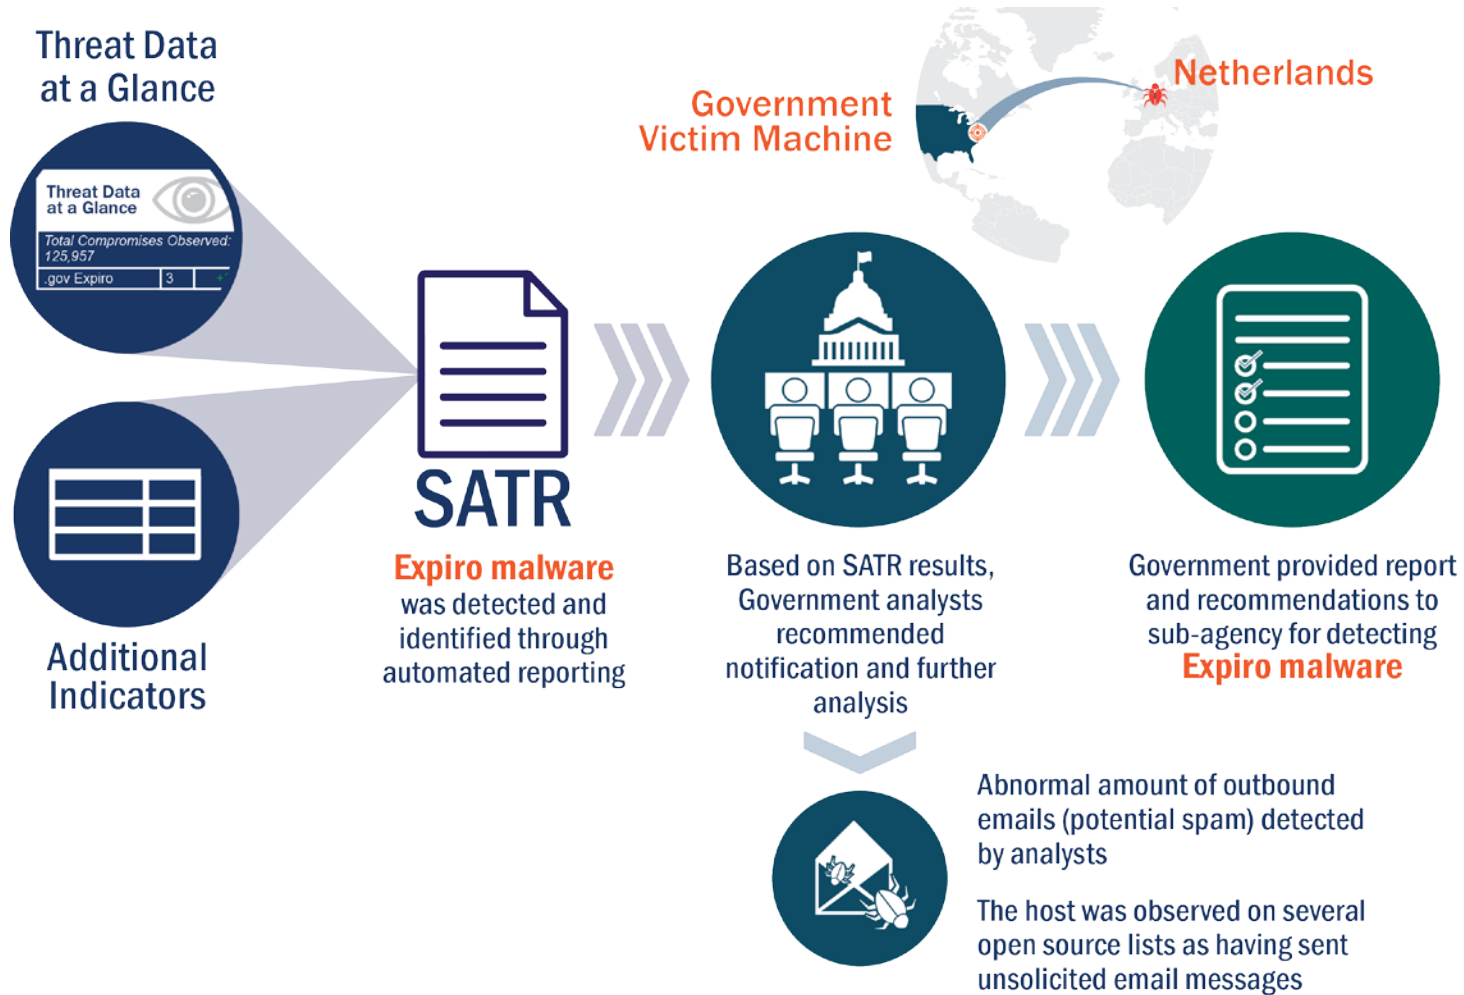 Threat Data
at a Glance
Threat Data
at a Glance
Total Compromises Observed:
125,957
.gov Expiro 3
Additional
Indicators
SATR
Expiro malware
was detected and
identified through
automated reporting
Government
Victim Machine
Netherlands
Based on SATR results,
Government analysts
recommended
notification and further
analysis
Government provided report
and recommendations to
sub-agency for detecting
Expiro malware
Abnormal amount of outbound
emails (potential spam) detected
by analysts
The host was observed on several
open source lists as having sent
unsolicited email messages